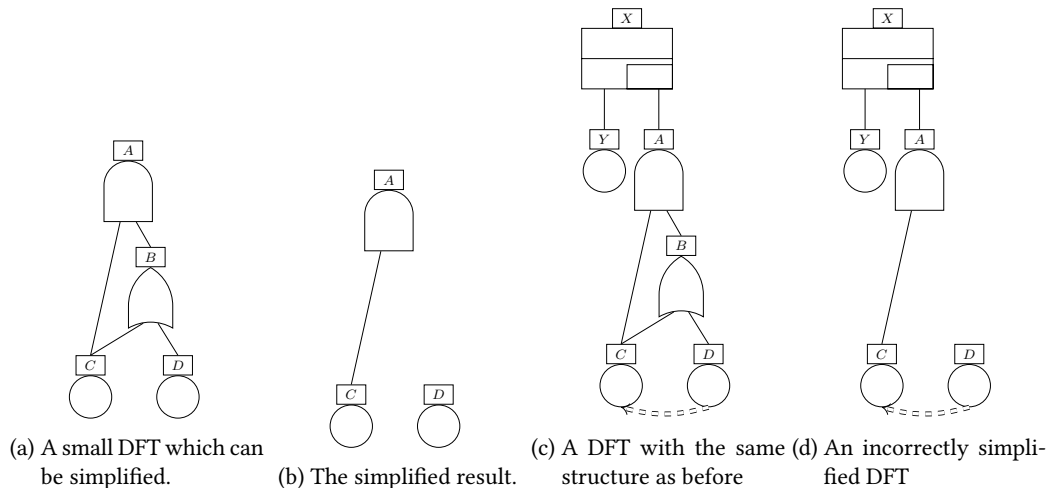 X
X
Y
A
Y
A
A
A
B
B
C
D
C
D
C
D
C
D
(a) A small DFT which can
be simplified.
(b) The simplified result.
(c) A DFT with the same
structure as before
(d) An incorrectly simpli-
fied DFT